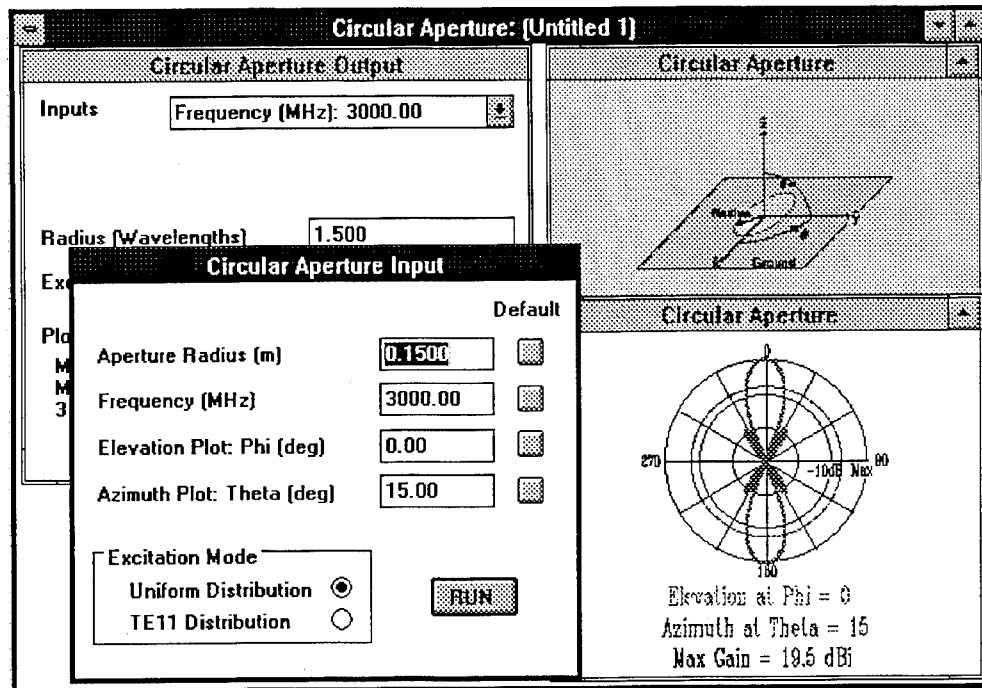 Circular Aperture: [Untitled 1]
Circular Aperture Output
Inputs
Frequency (MHz): 3000.00
Radius (Wavelengths)
1.500
Circular Aperture Input
Default
Aperture Radius (m)
0.1500
Frequency (MHz)
3000.00
Elevation Plot: Phi (deg)
0.00
Azimuth Plot: Theta (deg)
15.00
Excitation Mode
Uniform Distribution
TE11 Distribution
RUN
Exc
Plo
M
M
3
Circular Aperture
z
Radius
y
x
Ground
Circular Aperture
0
270
-10dB Max
90
180
Elevation at Phi = 0
Azimuth at Theta = 15
Max Gain = 19.5 dBi